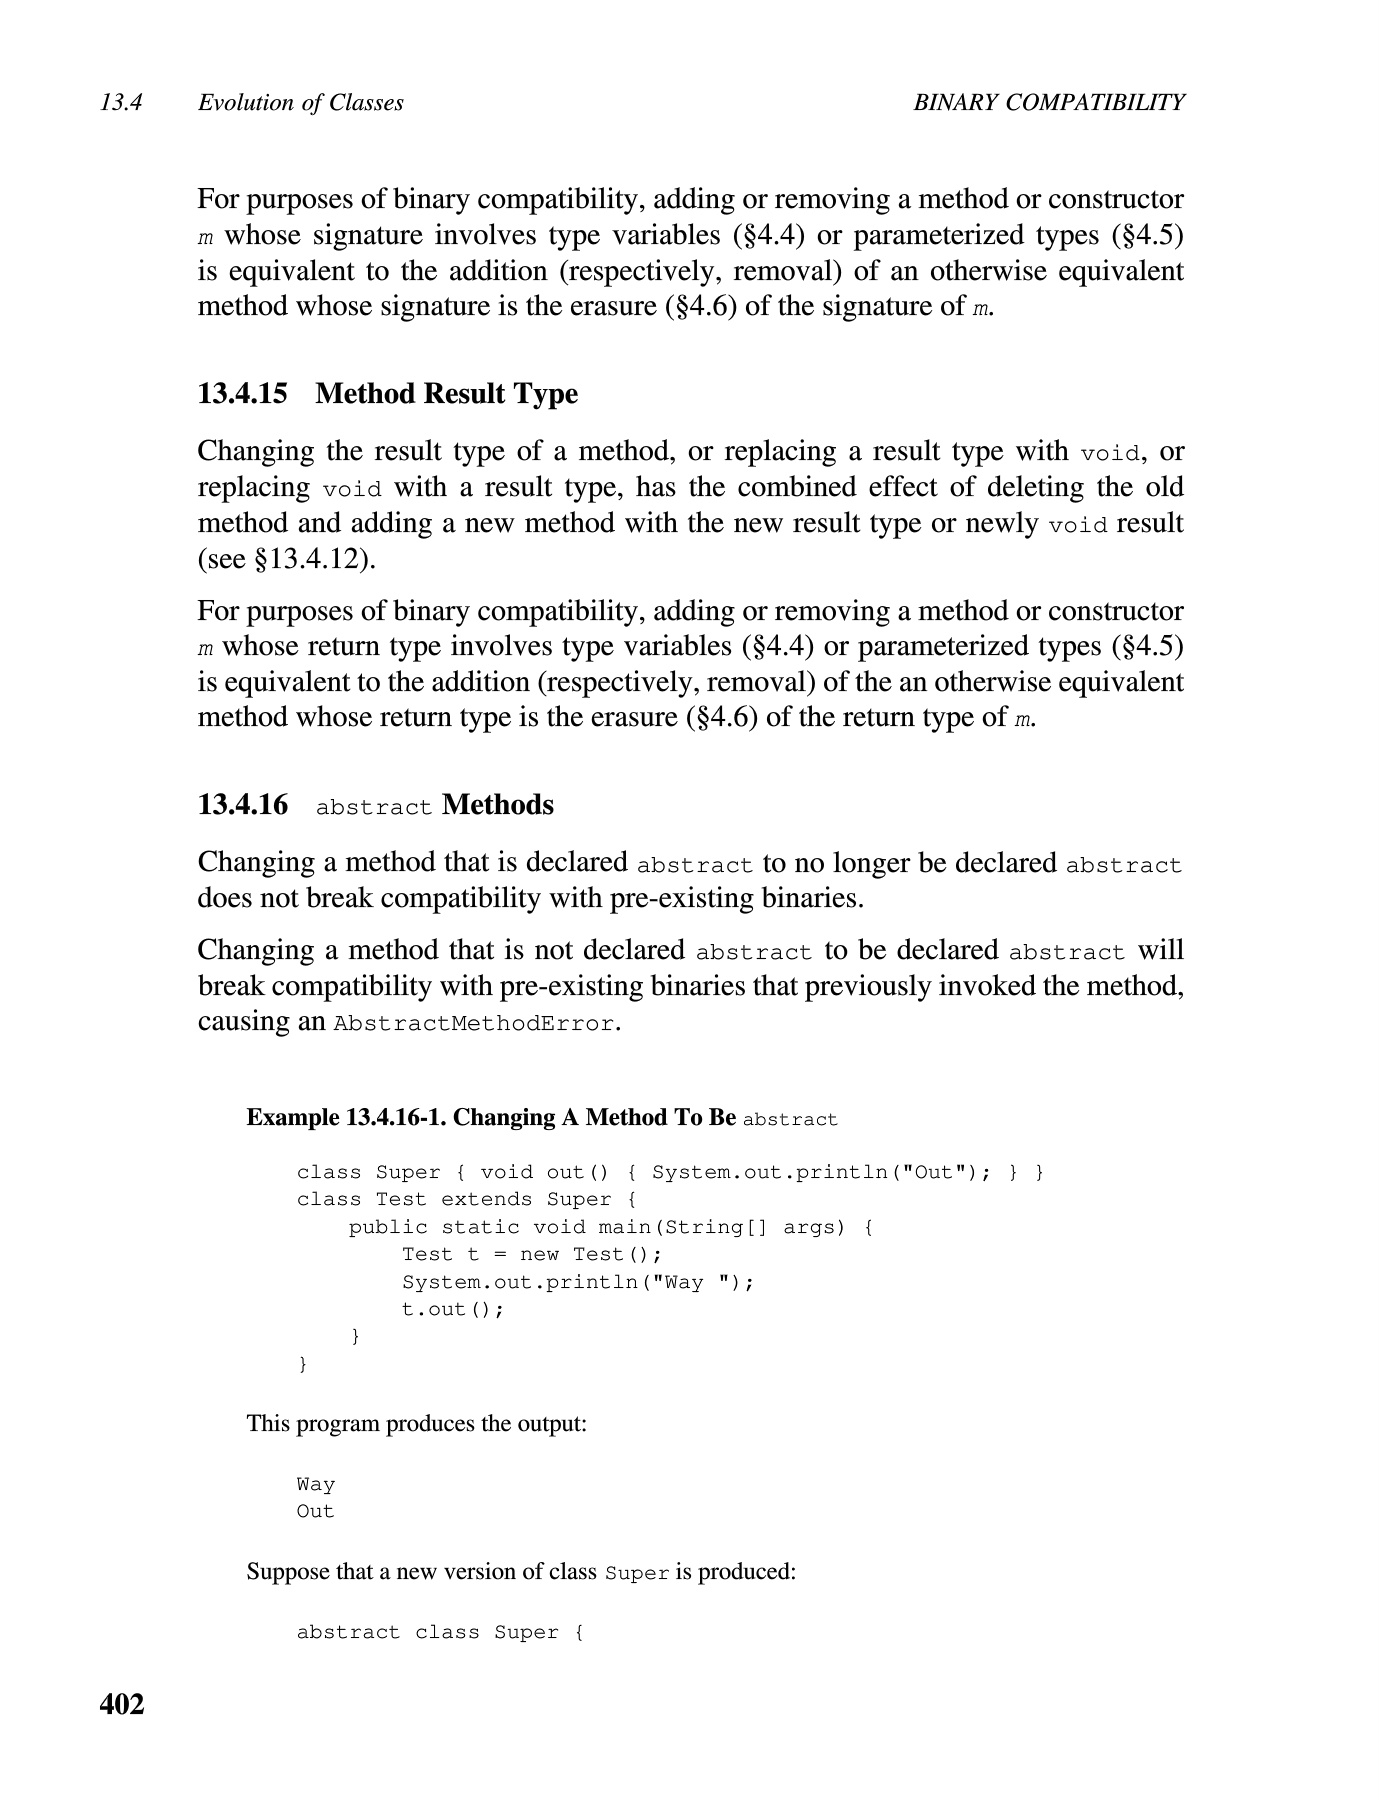 13.4 Evolution of Classes BINARY COMPATIBILITY
For purposes of binary compatibility, adding or removing a method or constructor
m whose signature involves type variables (§4.4) or parameterized types (§4.5)
is equivalent to the addition (respectively, removal) of an otherwise equivalent
method whose signature is the erasure (§4.6) of the signature of m.
13.4.15 Method Result Type
Changing the result type of a method, or replacing a result type with void, or
replacing void with a result type, has the combined effect of deleting the old
method and adding a new method with the new result type or newly void result
(see §13.4.12).
For purposes of binary compatibility, adding or removing a method or constructor
m whose return type involves type variables (§4.4) or parameterized types (§4.5)
is equivalent to the addition (respectively, removal) of the an otherwise equivalent
method whose return type is the erasure (§4.6) of the return type of m.
13.4.16 abstract Methods
Changing a method that is declared abstract to no longer be declared abstract
does not break compatibility with pre-existing binaries.
Changing a method that is not declared abstract to be declared abstract will
break compatibility with pre-existing binaries that previously invoked the method,
causing an AbstractMethodError.
Example 13.4.16-1. Changing A Method To Be abstract
class Super { void out() { System.out.println("Out"); } }
class Test extends Super {
    public static void main(String[] args) {
        Test t = new Test();
        System.out.println("Way ");
        t.out();
    }
}
This program produces the output:
Way
Out
Suppose that a new version of class Super is produced:
abstract class Super {
402